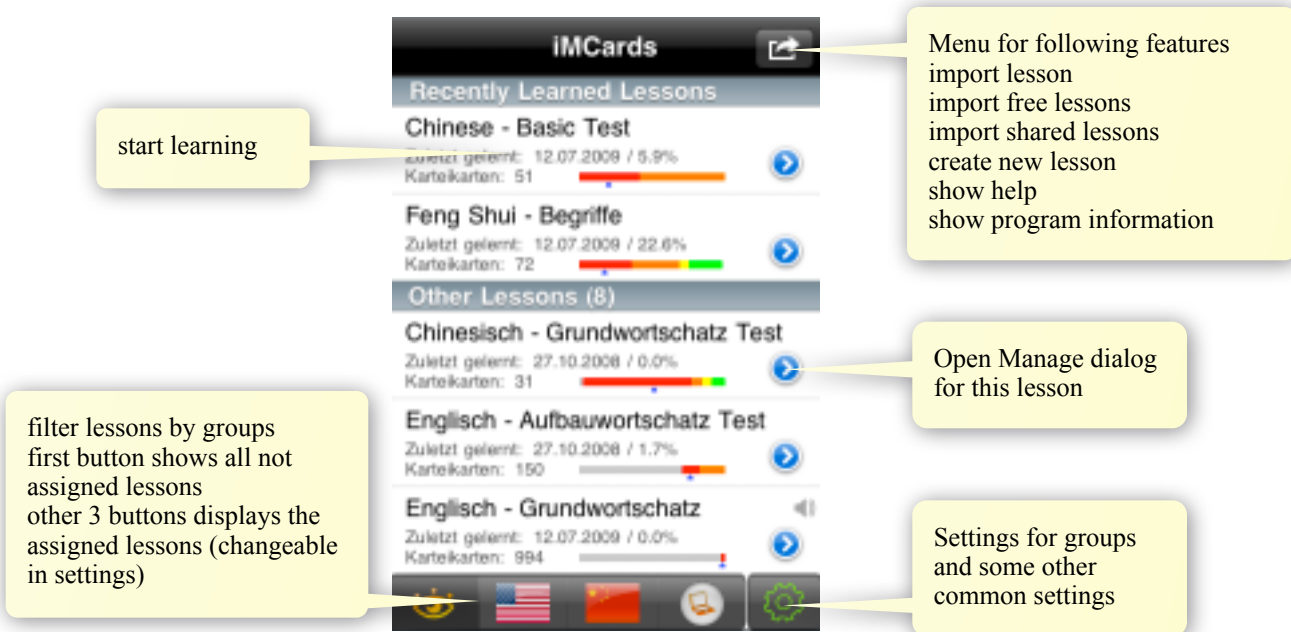 iMCards
Recently Learned Lessons
Chinese - Basic Test
Zuletzt gelernt: 12.07.2009 / 5.9%
Karteikarten: 51
Feng Shui - Begriffe
Zuletzt gelernt: 12.07.2009 / 22.6%
Karteikarten: 72
Other Lessons (8)
Chinesisch - Grundwortschatz Test
Zuletzt gelernt: 27.10.2008 / 0.0%
Karteikarten: 31
Englisch - Aufbauwortschatz Test
Zuletzt gelernt: 27.10.2008 / 1.7%
Karteikarten: 150
Englisch - Grundwortschatz
Zuletzt gelernt: 12.07.2009 / 0.0%
Karteikarten: 994
start learning
filter lessons by groups
first button shows all not
assigned lessons
other 3 buttons displays the
assigned lessons (changeable
in settings)
Menu for following features
import lesson
import free lessons
import shared lessons
create new lesson
show help
show program information
Open Manage dialog
for this lesson
Settings for groups
and some other
common settings